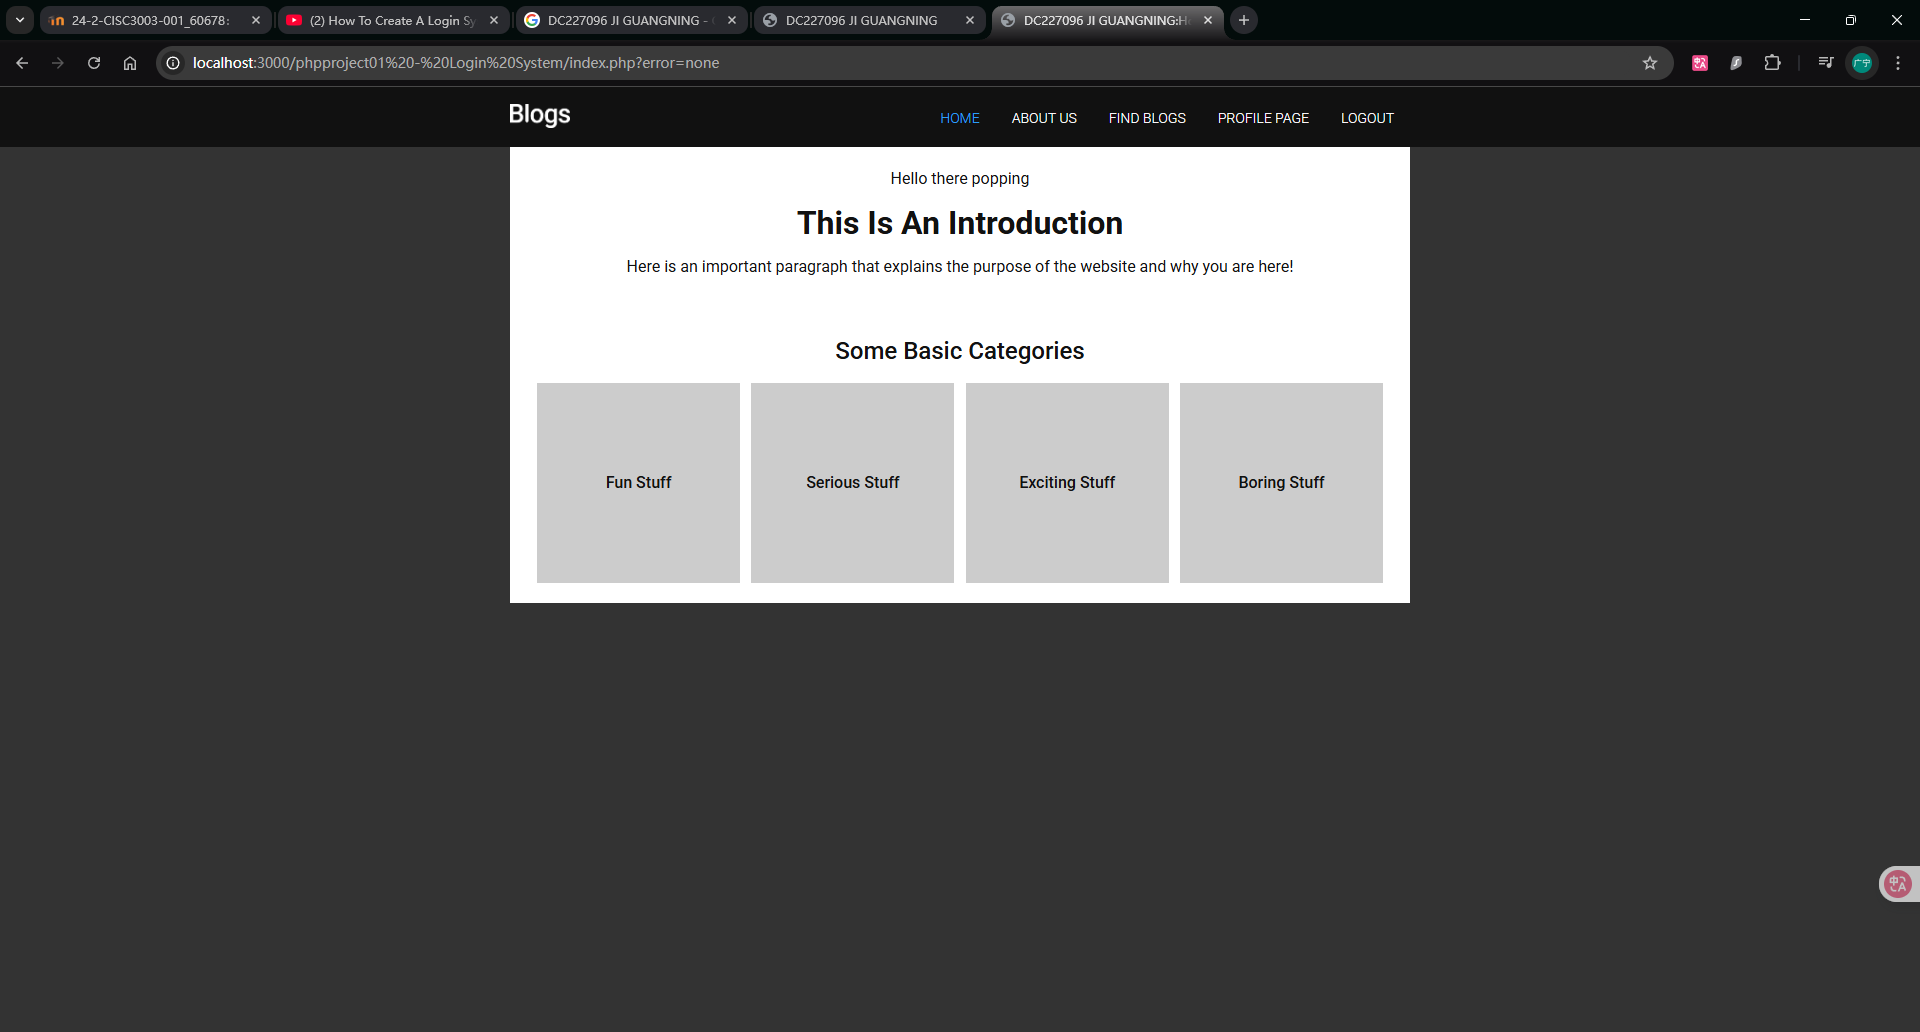 24-2-CISC3003-001_60678:
(2) How To Create A Login Sy
DC227096 JI GUANGNING -
DC227096 JI GUANGNING
DC227096 JI GUANGNING:H
localhost:3000/phpproject01%20-%20Login%20System/index.php?error=none
广宁
Blogs
HOME
ABOUT US
FIND BLOGS
PROFILE PAGE
LOGOUT
Hello there popping
This Is An Introduction
Here is an important paragraph that explains the purpose of the website and why you are here!
Some Basic Categories
Fun Stuff
Serious Stuff
Exciting Stuff
Boring Stuff